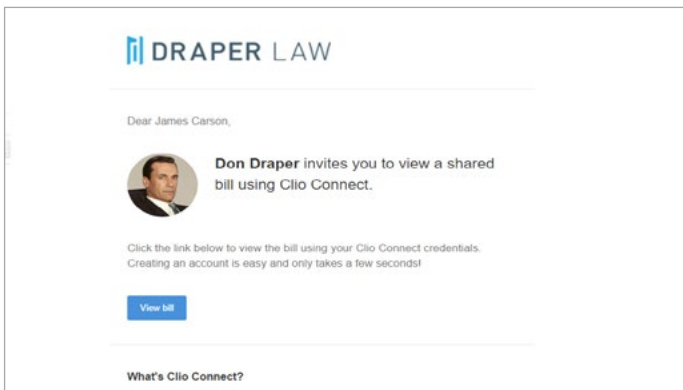 DRAPER LAW
Dear James Carson,
Don Draper invites you to view a shared
bill using Clio Connect.
Click the link below to view the bill using your Clio Connect credentials.
Creating an account is easy and only takes a few seconds!
View bill
What's Clio Connect?